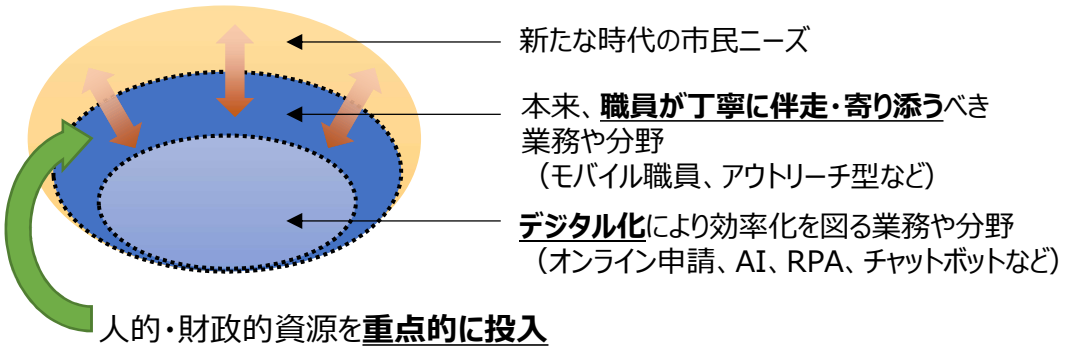 新たな時代の市民ニーズ
本来、職員が丁寧に伴走・寄り添うべき
業務や分野
（モバイル職員、アウトリーチ型など）
デジタル化により効率化を図る業務や分野
（オンライン申請、AI、RPA、チャットボットなど）
人的・財政的資源を重点的に投入